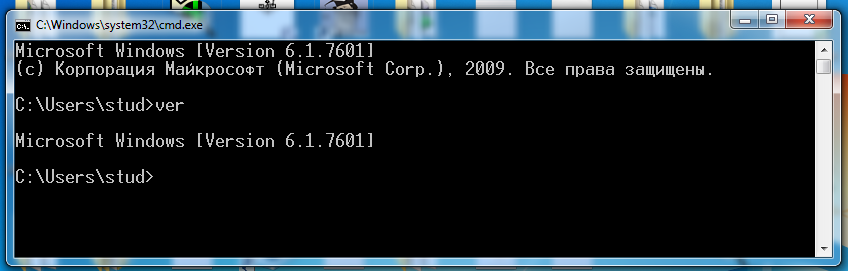 C:\Windows\system32\cmd.exe
Microsoft Windows [Version 6.1.7601]
(c) Корпорация Майкрософт (Microsoft Corp.), 2009. Все права защищены.
C:\Users\stud>ver
Microsoft Windows [Version 6.1.7601]
C:\Users\stud>